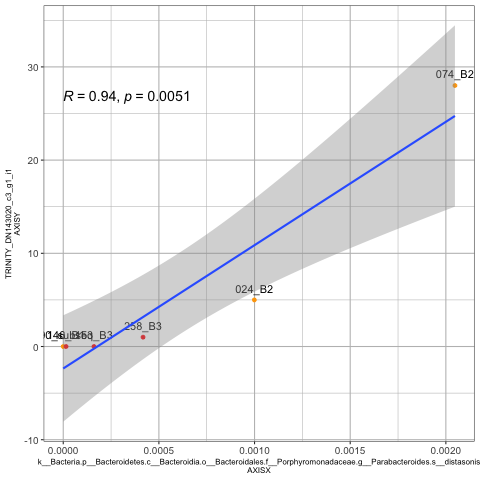 TRINITY_DN143020_c3_g1_i1
AXISY
30
20
10
0
-10
R = 0.94, p = 0.0051
074_B2
024_B2
258_B3
0.0000
0.0005
0.0010
0.0015
0.0020
k__Bacteria.p__Bacteroidetes.c__Bacteroidia.o__Bacteroidales.f__Porphyromonadaceae.g__Parabacteroides.s__distasonis
AXISX